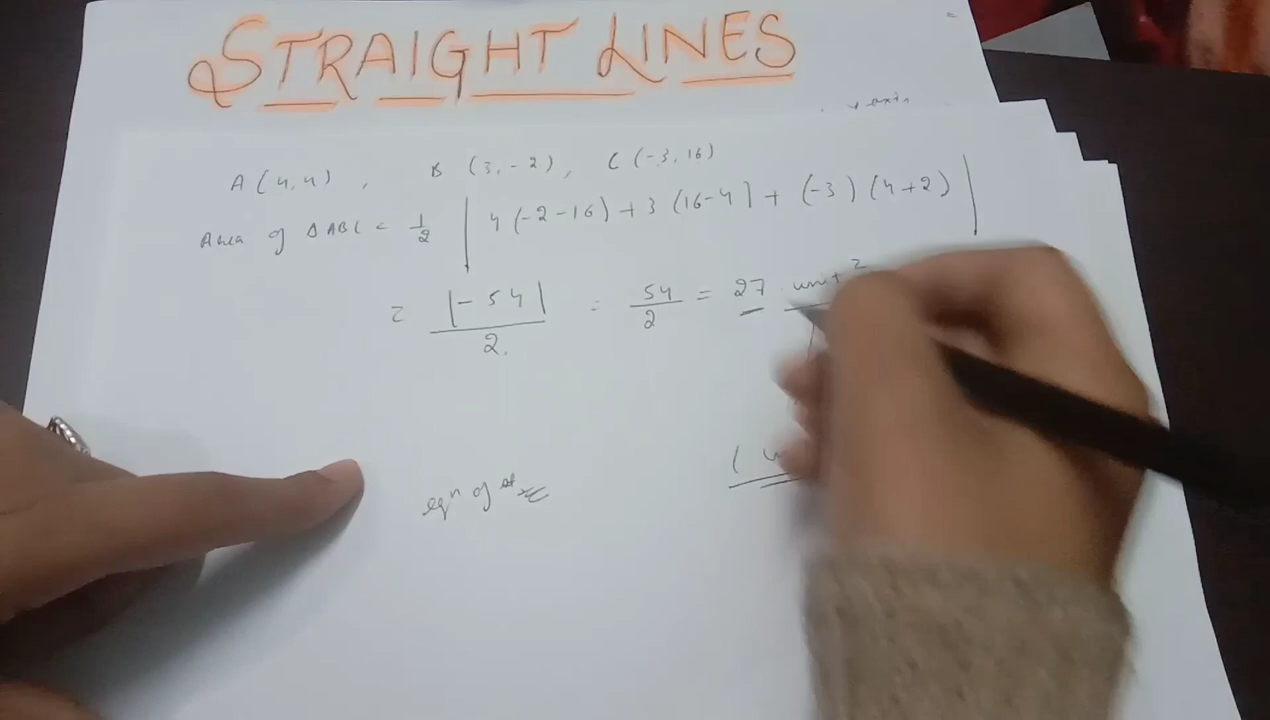 STRAIGHT LINES
axis
A (4,4) , B (3,-2), C (-3,16)
Area of ΔABC = 1/2 | 4(-2-16)+3(16-4]+(-3)(4+2) |
= |-54|/2. = 54/2 = 27 unit²
eqⁿ of